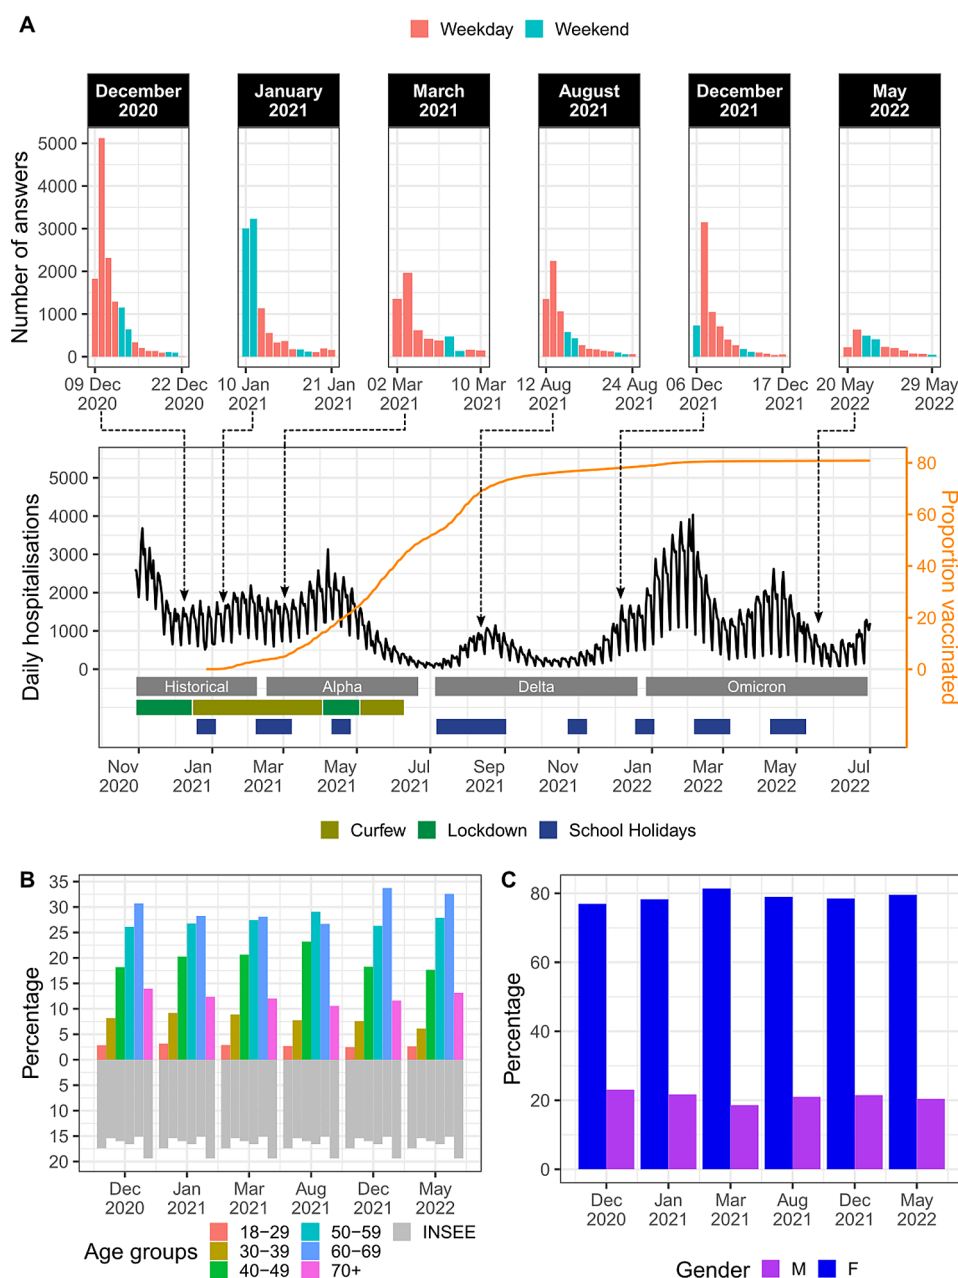 A
Weekday Weekend
December 2020
January 2021
March 2021
August 2021
December 2021
May 2022
Number of answers
5000
4000
3000
2000
1000
0
09 Dec 2020
22 Dec 2020
10 Jan 2021
21 Jan 2021
02 Mar 2021
10 Mar 2021
12 Aug 2021
24 Aug 2021
06 Dec 2021
17 Dec 2021
20 May 2022
29 May 2022
Daily hospitalisations
5000
4000
3000
2000
1000
0
Proportion vaccinated
80
60
40
20
0
Historical Alpha Delta Omicron
Nov 2020
Jan 2021
Mar 2021
May 2021
Jul 2021
Sep 2021
Nov 2021
Jan 2022
Mar 2022
May 2022
Jul 2022
Curfew Lockdown School Holidays
B
Percentage
35
30
25
20
15
10
5
0
5
10
15
20
Dec 2020
Jan 2021
Mar 2021
Aug 2021
Dec 2021
May 2022
Age groups
18−29 50−59 INSEE
30−39 60−69
40−49 70+
C
Percentage
80
60
40
20
0
Dec 2020
Jan 2021
Mar 2021
Aug 2021
Dec 2021
May 2022
Gender M F